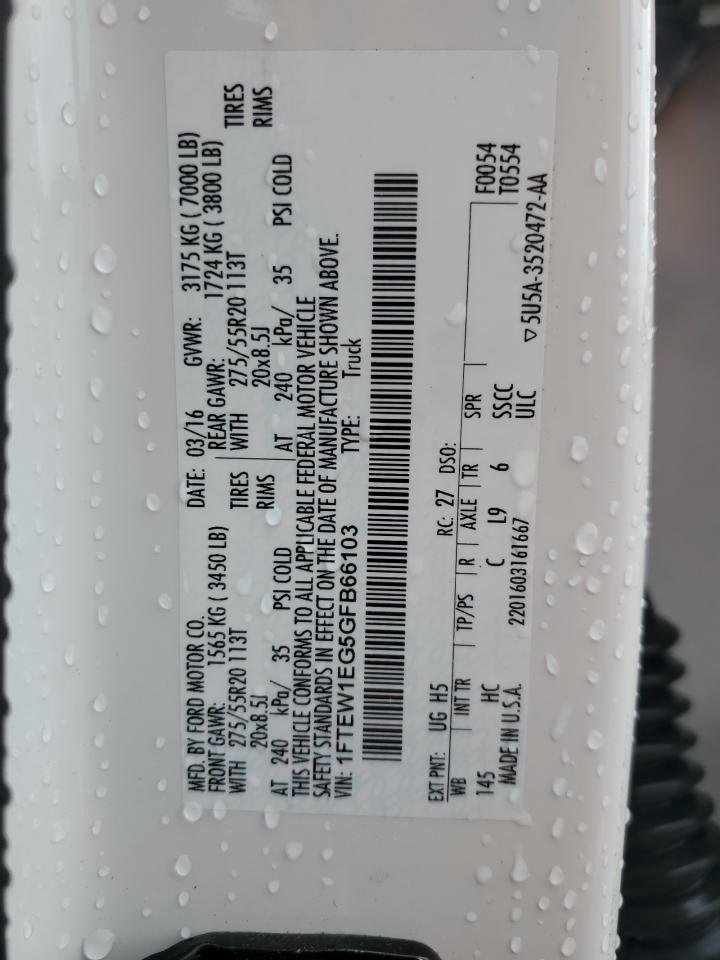 MFD. BY FORD MOTOR CO. DATE: 03/16 GVWR: 3175 KG ( 7000 LB)
FRONT GAWR: 1565 KG ( 3450 LB) REAR GAWR: 1724 KG ( 3800 LB)
WITH 275/55R20 113T TIRES WITH 275/55R20 113T TIRES
20x8.5J RIMS 20x8.5J RIMS
AT 240 kPa/ 35 PSI COLD AT 240 kPa/ 35 PSI COLD
THIS VEHICLE CONFORMS TO ALL APPLICABLE FEDERAL MOTOR VEHICLE
SAFETY STANDARDS IN EFFECT ON THE DATE OF MANUFACTURE SHOWN ABOVE.
VIN: 1FTEW1EG5GFB66103 TYPE: Truck
EXT PNT: UG H5 RC: 27 DSO:
WB INT TR TP/PS R AXLE TR SPR F0054
145 HC C L9 6 SSCC T0554
MADE IN U.S.A. 2201603161667 ULC
▽ 5U5A-3520472-AA